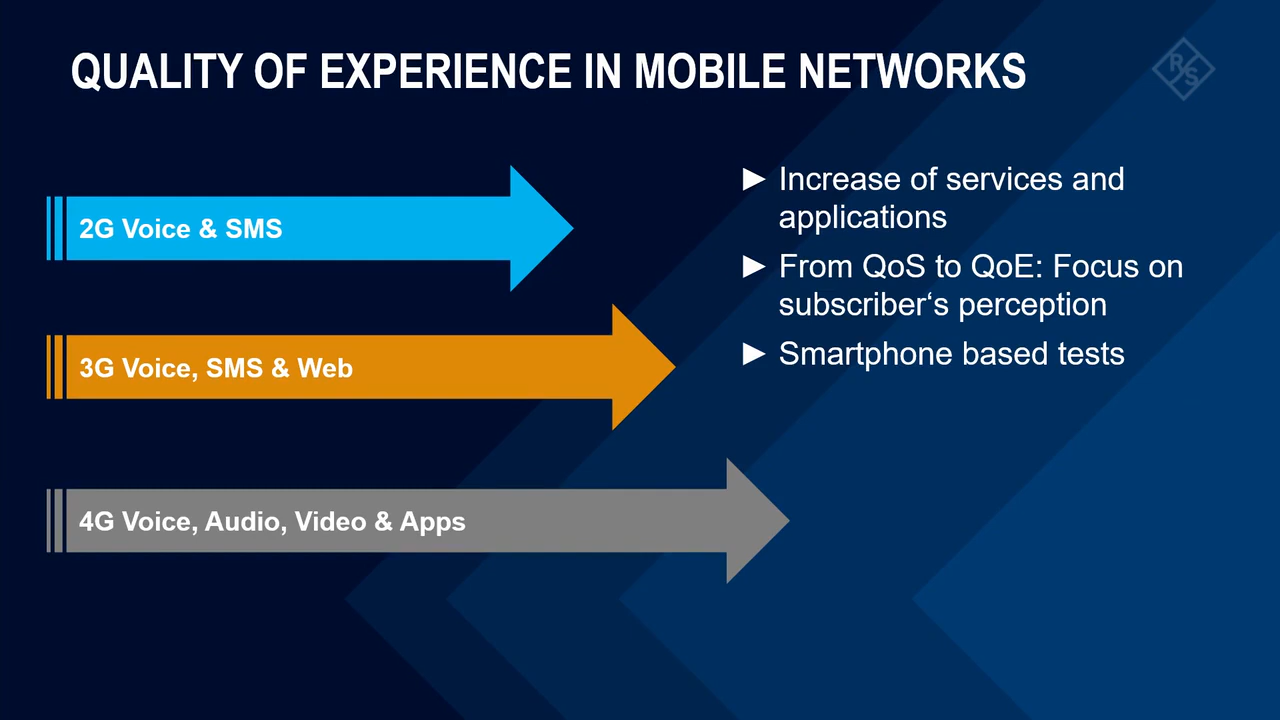 QUALITY OF EXPERIENCE IN MOBILE NETWORKS
R S
2G Voice & SMS
3G Voice, SMS & Web
4G Voice, Audio, Video & Apps
► Increase of services and
applications
► From QoS to QoE: Focus on
subscriber‘s perception
► Smartphone based tests